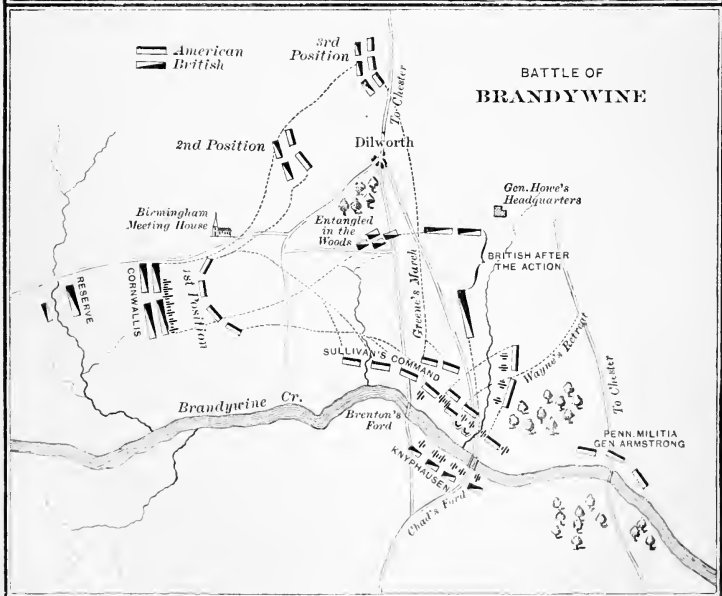 American
British
3rd
Position
To Chester
BATTLE OF
BRANDYWINE
2nd Position
Dilworth
Gen. Howe's
Headquarters
Birmingham
Meeting House
Entangled
in the
Woods
BRITISH AFTER
THE ACTION
RESERVE
CORNWALLIS
1st Position
Greene's March
SULLIVAN'S COMMAND
Wayne's Retreat
To Chester
Brandywine Cr.
Brenton's
Ford
PENN. MILITIA
GEN ARMSTRONG
KNYPHAUSEN
Chad's Ford